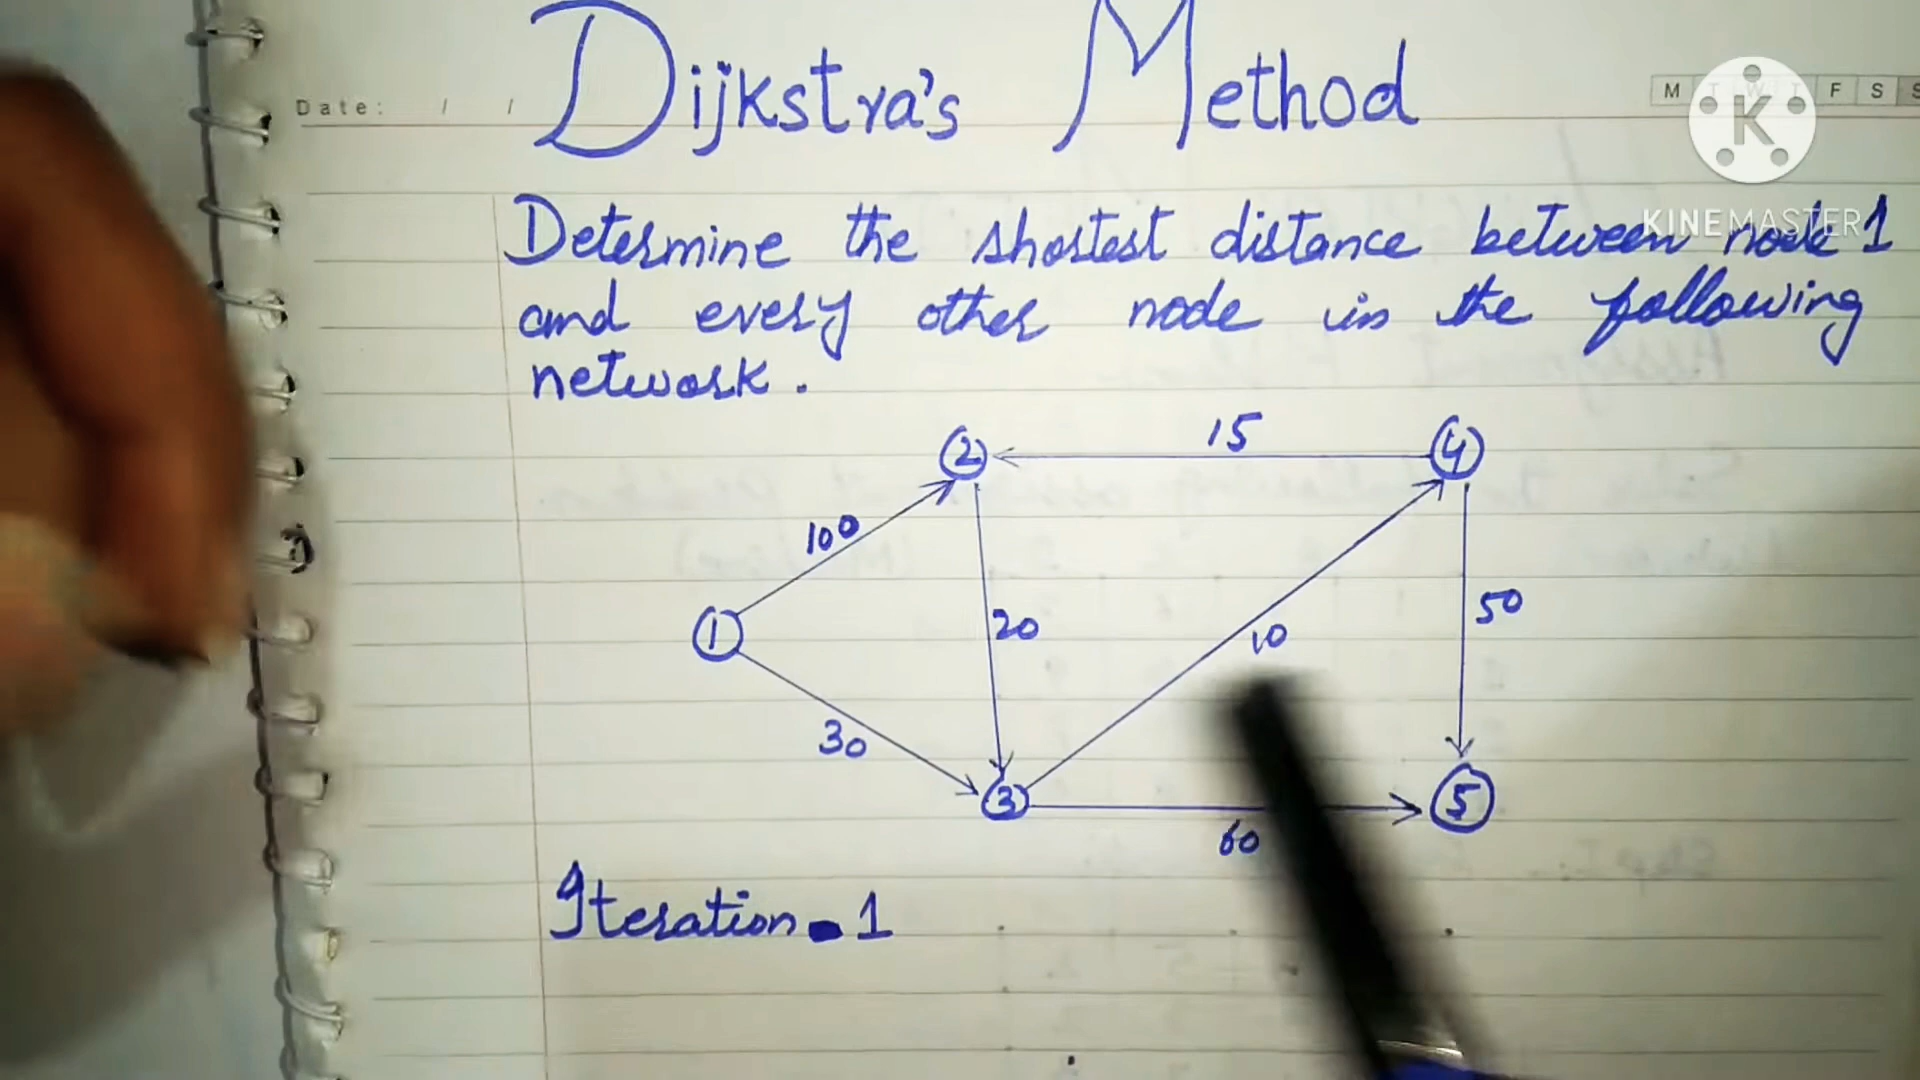 Dijkstra's Method
Date: / /
M T W T F S S
K
KINEMASTER
Determine the shortest distance between node 1
and every other node in the following
network.
15
2
4
100
50
1
20
10
30
3
5
60
Iteration-1